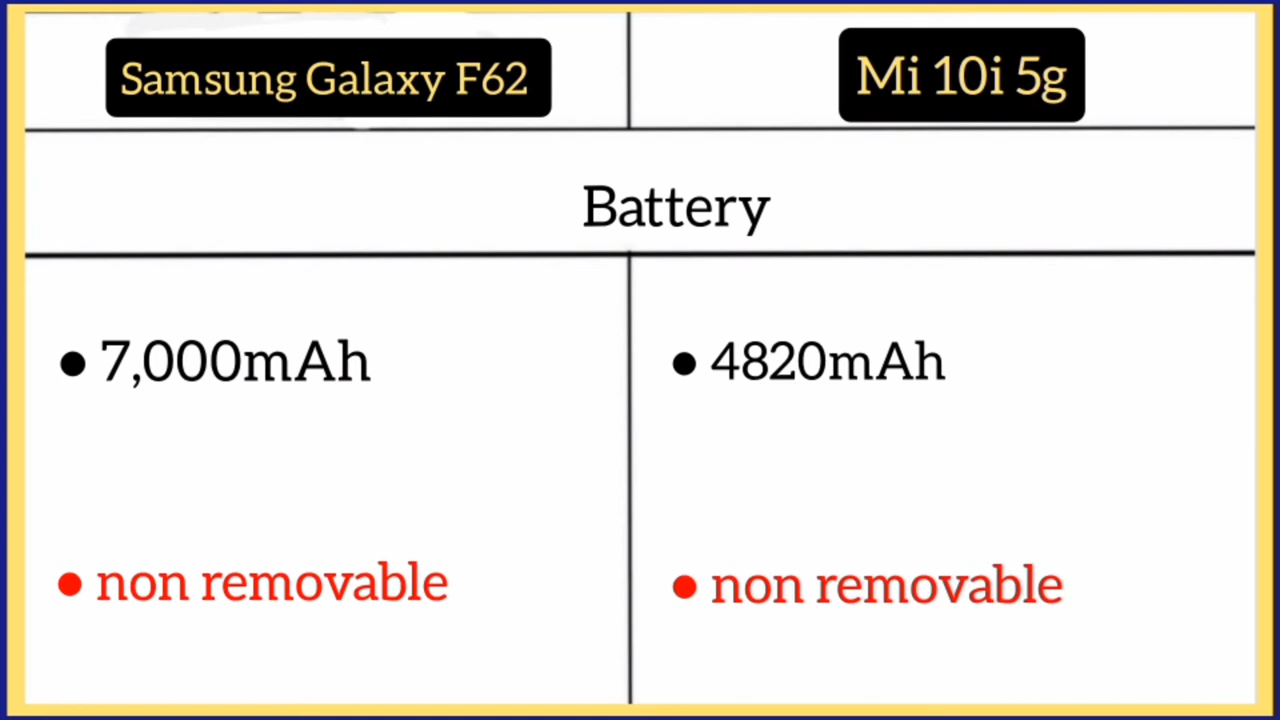 Samsung Galaxy F62
Mi 10i 5g
Battery
● 7,000mAh
● 4820mAh
● non removable
● non removable